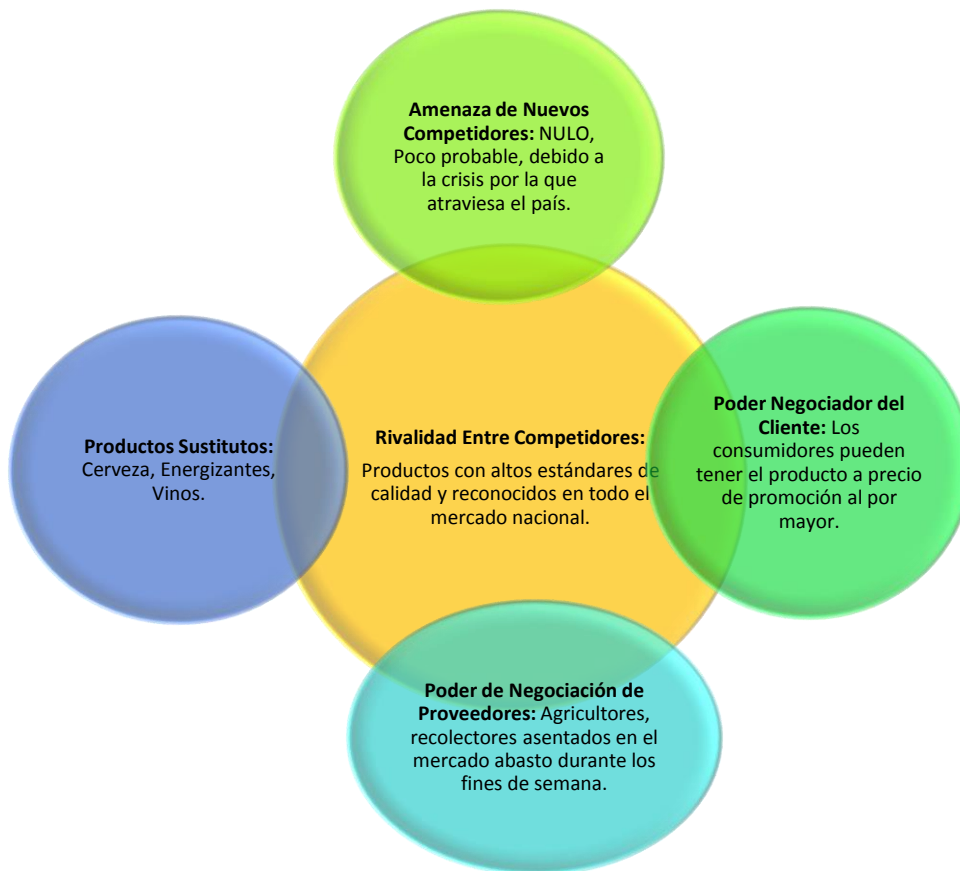 Amenaza de Nuevos
Competidores: NULO,
Poco probable, debido a
la crisis por la que
atraviesa el país.
Productos Sustitutos:
Cerveza, Energizantes,
Vinos.
Rivalidad Entre Competidores:
Productos con altos estándares de
calidad y reconocidos en todo el
mercado nacional.
Poder Negociador del
Cliente: Los
consumidores pueden
tener el producto a precio
de promoción al por
mayor.
Poder de Negociación de
Proveedores: Agricultores,
recolectores asentados en el
mercado abasto durante los
fines de semana.